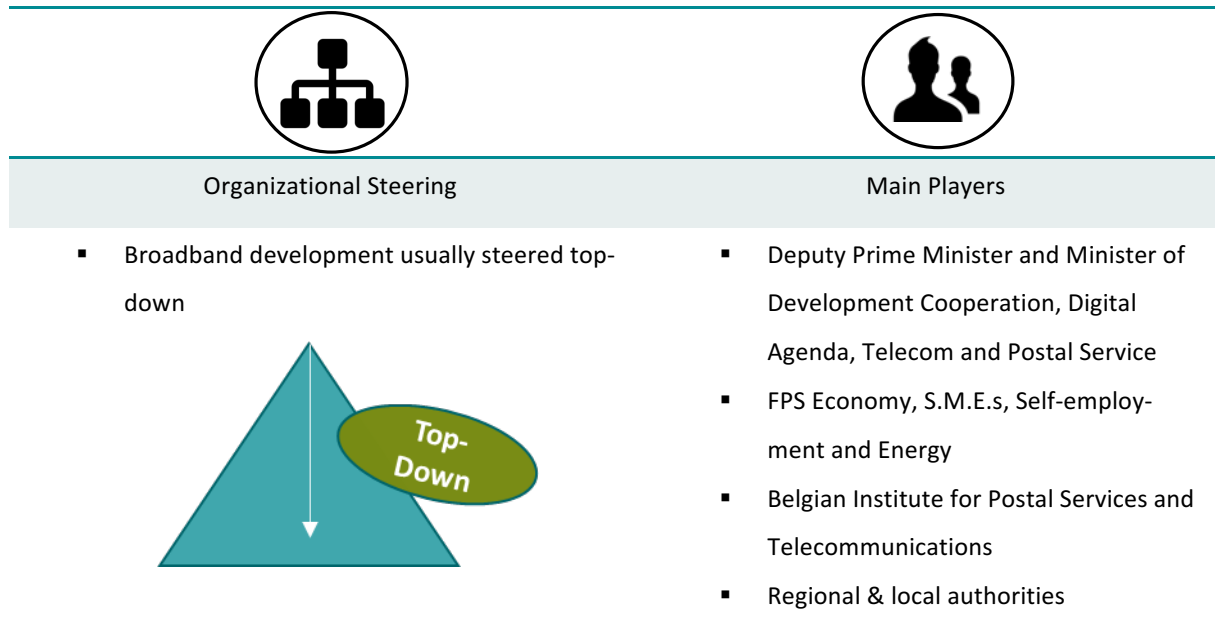 Organizational Steering
Main Players
▪ Broadband development usually steered top-
down
Top-
Down
▪ Deputy Prime Minister and Minister of
Development Cooperation, Digital
Agenda, Telecom and Postal Service
▪ FPS Economy, S.M.E.s, Self-employ-
ment and Energy
▪ Belgian Institute for Postal Services and
Telecommunications
▪ Regional & local authorities